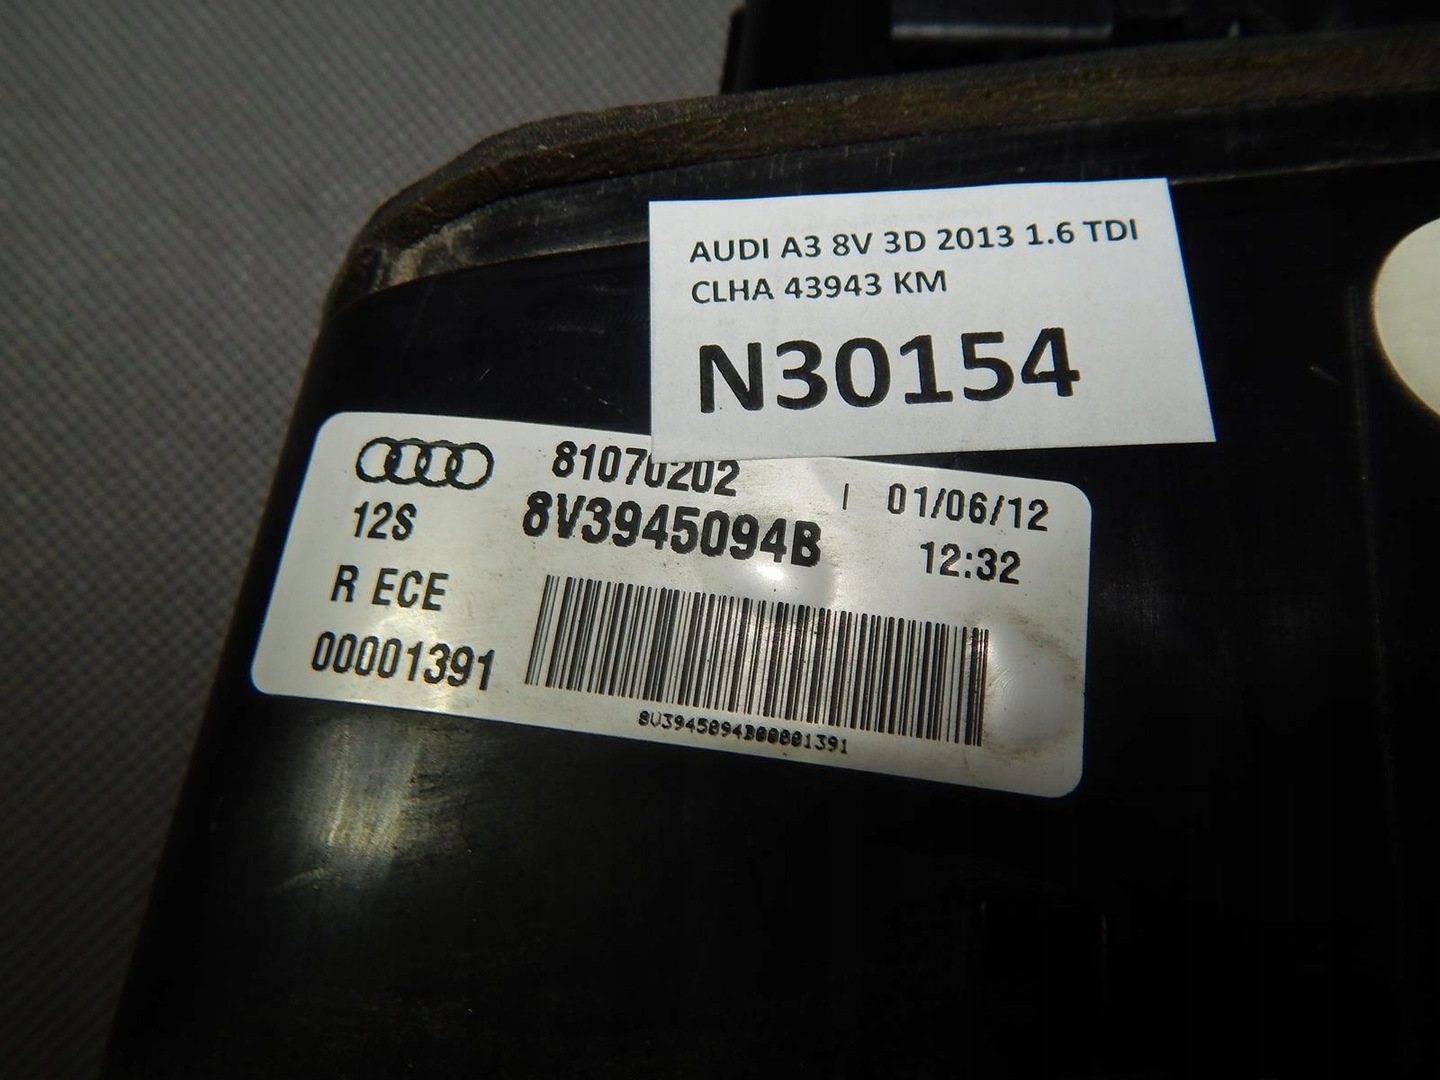 AUDI A3 8V 3D 2013 1.6 TDI
CLHA 43943 KM
N30154
81070202
01/06/12
12S
8V3945094B
12:32
R ECE
00001391
8V3945094B00001391